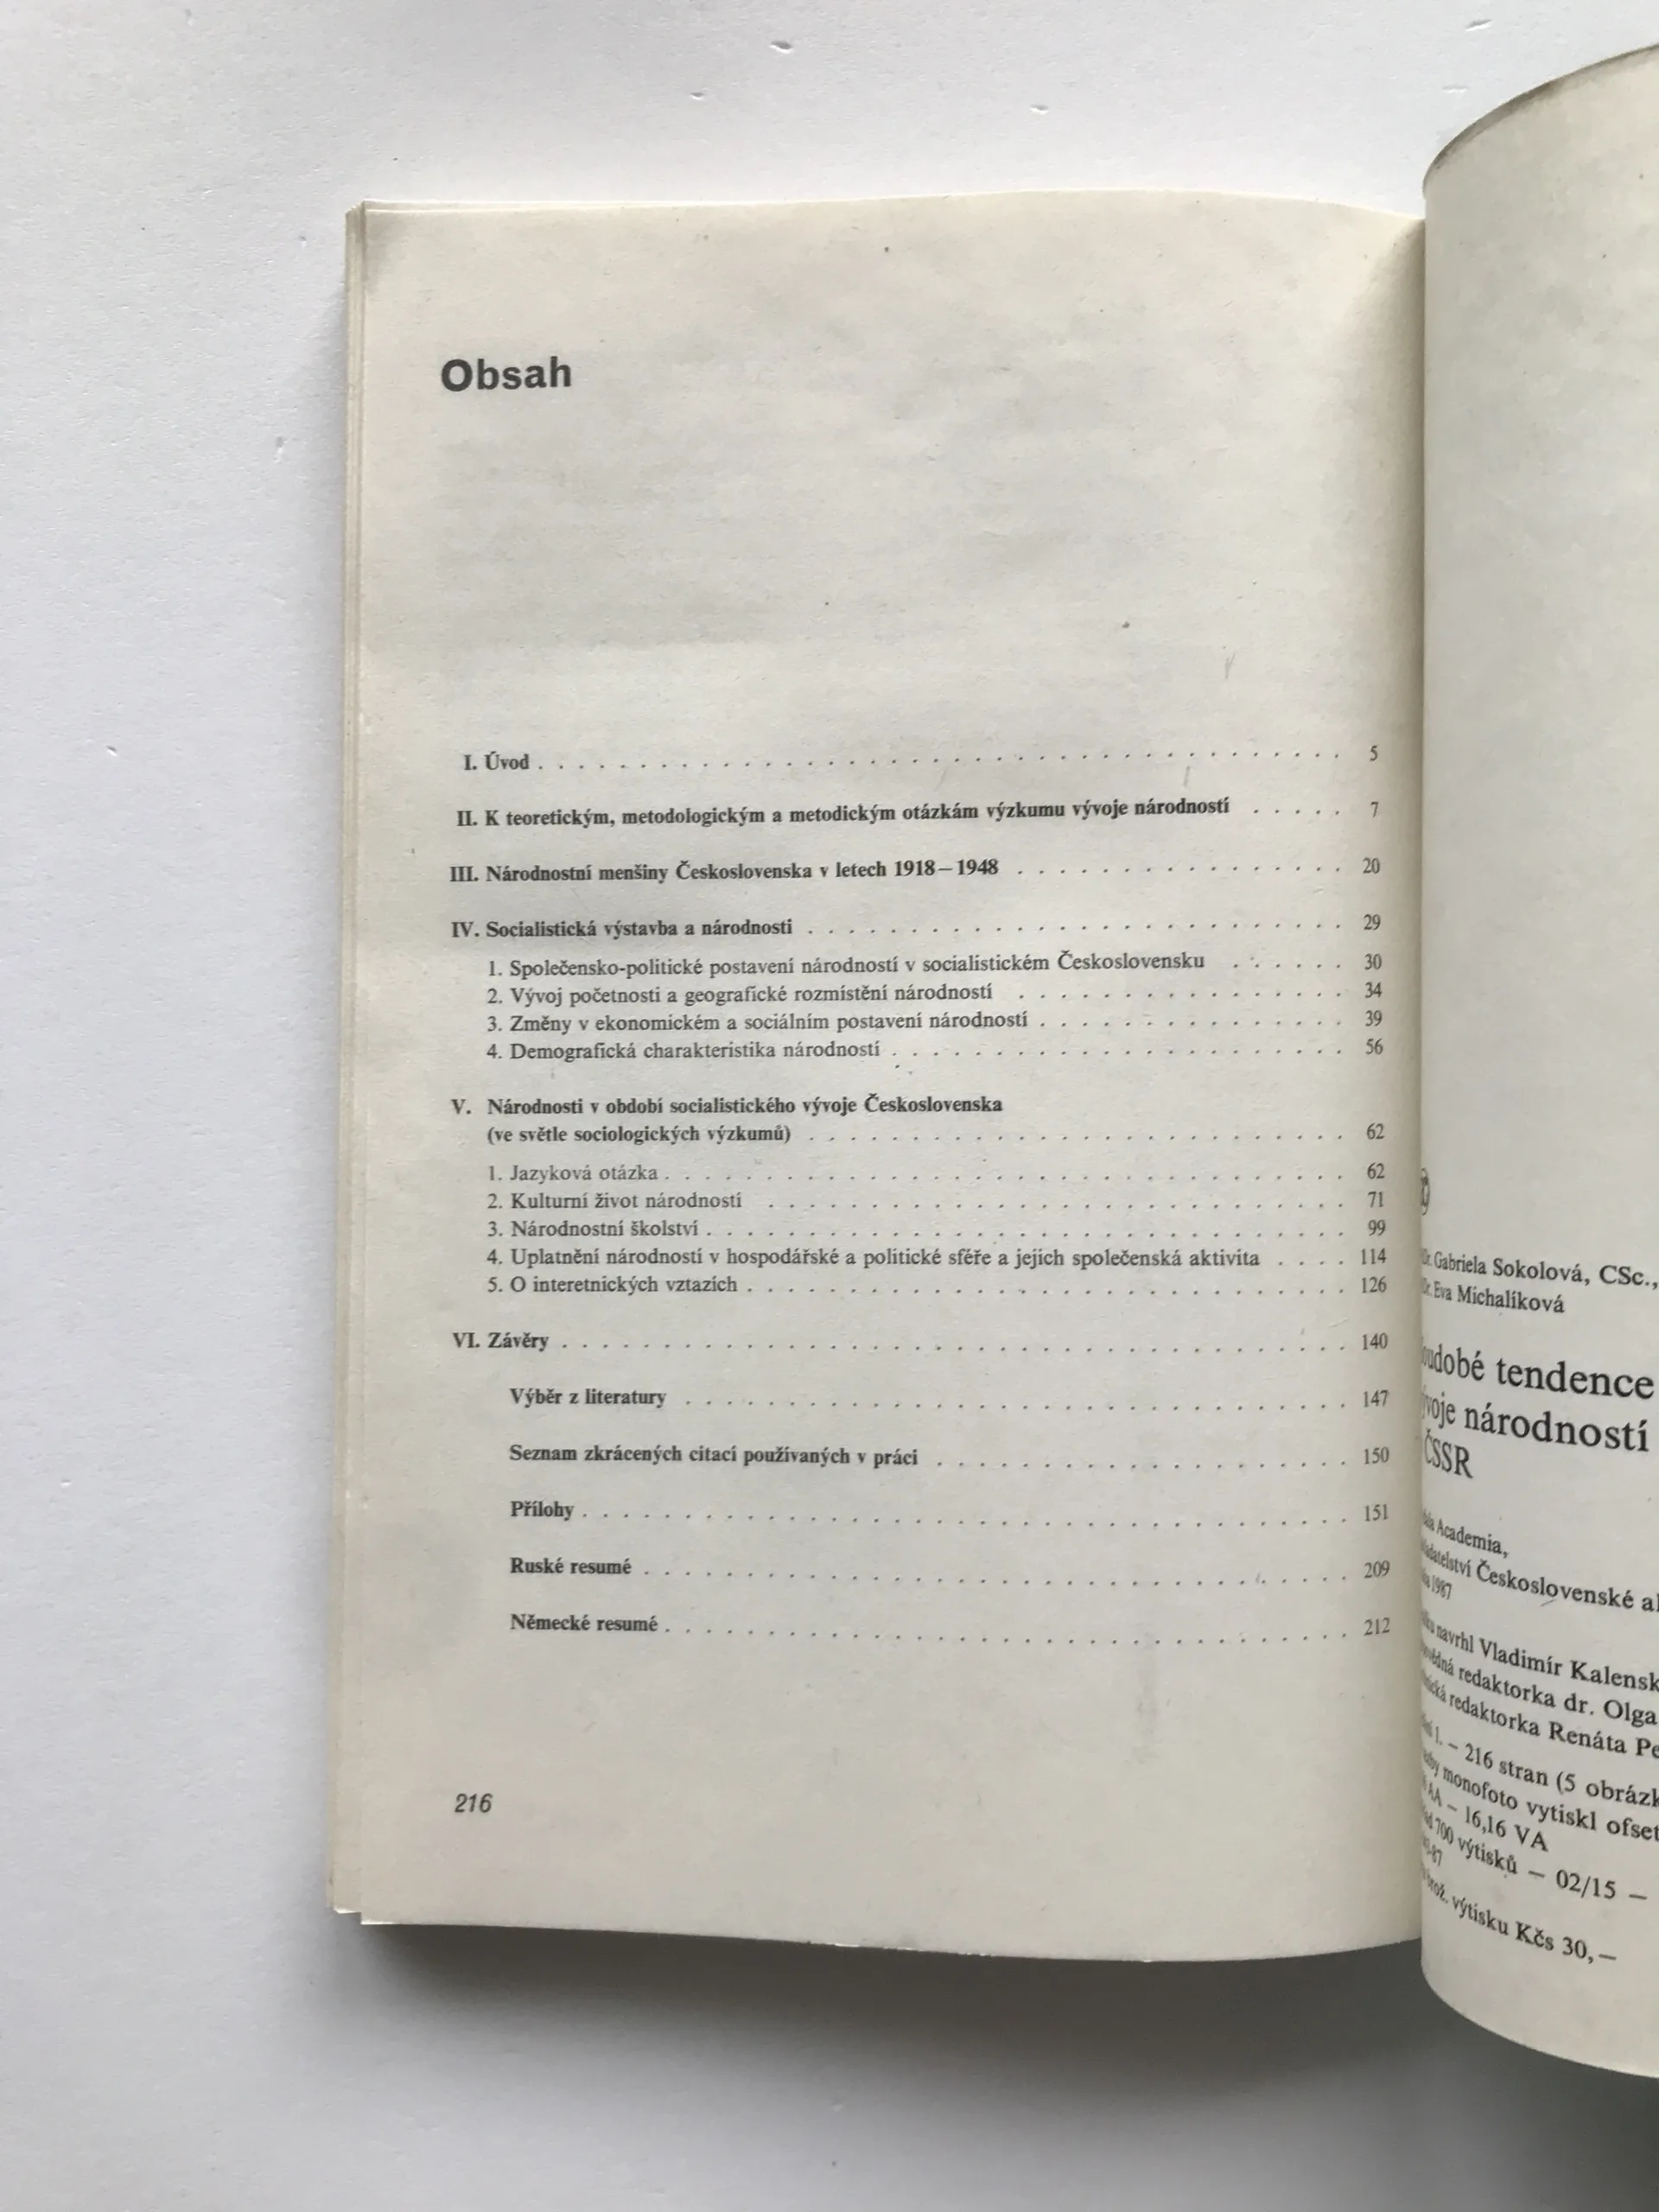 Obsah
I. Úvod . . . . . . . . . . . . . . . . . . . . . . . . . . . . . . . . . . . . . . . 5
II. K teoretickým, metodologickým a metodickým otázkám výzkumu vývoje národností . . . . . 7
III. Národnostní menšiny Československa v letech 1918–1948 . . . . . . . . . . . . . . . . 20
IV. Socialistická výstavba a národnosti . . . . . . . . . . . . . . . . . . . . . . . . . . 29
1. Společensko-politické postavení národností v socialistickém Československu . . . . . . 30
2. Vývoj početnosti a geografické rozmístění národností . . . . . . . . . . . . . . . . 34
3. Změny v ekonomickém a sociálním postavení národností . . . . . . . . . . . . . . . 39
4. Demografická charakteristika národností . . . . . . . . . . . . . . . . . . . . . . 56
V. Národnosti v období socialistického vývoje Československa
(ve světle sociologických výzkumů) . . . . . . . . . . . . . . . . . . . . . . . . . . 62
1. Jazyková otázka . . . . . . . . . . . . . . . . . . . . . . . . . . . . . . . . . 62
2. Kulturní život národností . . . . . . . . . . . . . . . . . . . . . . . . . . . . 71
3. Národnostní školství . . . . . . . . . . . . . . . . . . . . . . . . . . . . . . . 99
4. Uplatnění národností v hospodářské a politické sféře a jejich společenská aktivita . . . . 114
5. O interetnických vztazích . . . . . . . . . . . . . . . . . . . . . . . . . . . . . 126
VI. Závěry . . . . . . . . . . . . . . . . . . . . . . . . . . . . . . . . . . . . . . 140
Výběr z literatury . . . . . . . . . . . . . . . . . . . . . . . . . . . . . . . . 147
Seznam zkrácených citací používaných v práci . . . . . . . . . . . . . . . . . . . . 150
Přílohy . . . . . . . . . . . . . . . . . . . . . . . . . . . . . . . . . . . . . 151
Ruské resumé . . . . . . . . . . . . . . . . . . . . . . . . . . . . . . . . . . 209
Německé resumé . . . . . . . . . . . . . . . . . . . . . . . . . . . . . . . . . 212
216
Gabriela Sokolová, CSc.,
Eva Michalíková
tendence
národností
ČSSR
Academia,
Československé
1987
navrhl Vladimír
redaktorka dr. Olga
redaktorka Renáta
1. – 216 stran (5
monofoto vytiskl
AA – 16,16 VA
700 výtisků – 02/15 –
výtisku Kčs 30,–